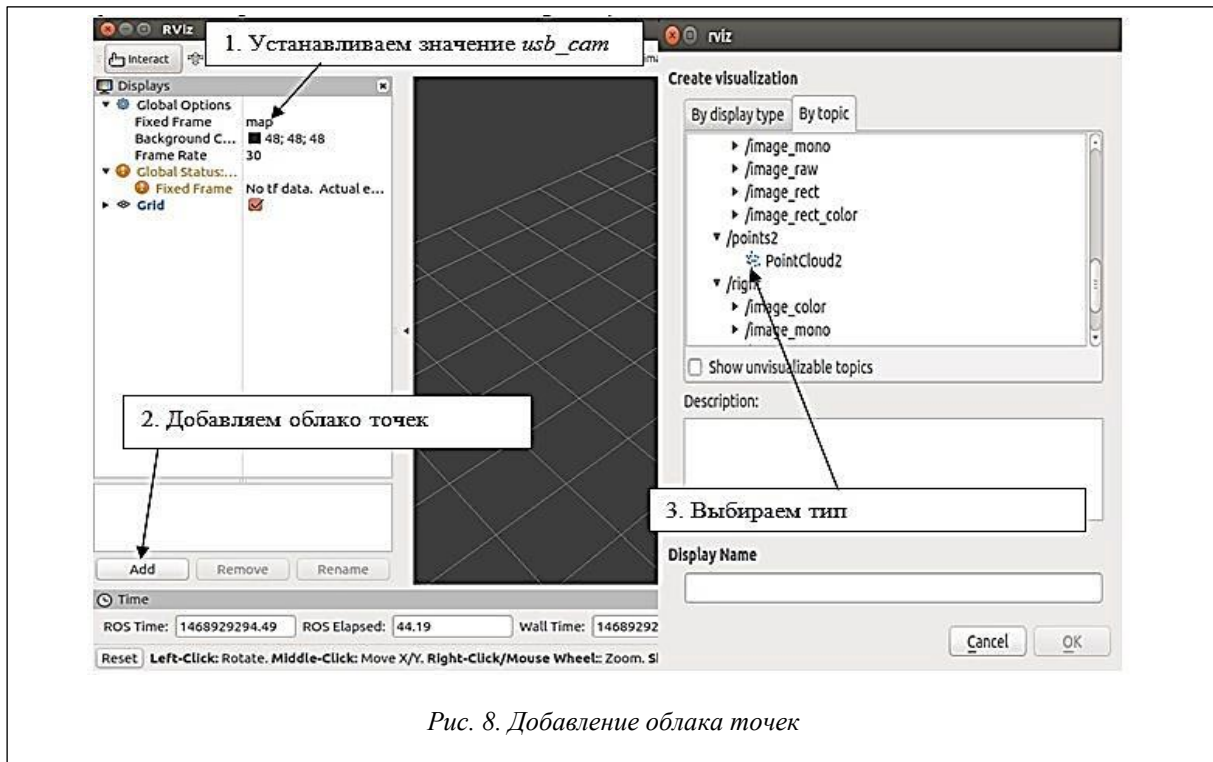 RViz
1. Устанавливаем значение usb_cam
Interact
Displays
Global Options
Fixed Frame map
Background C... 48; 48; 48
Frame Rate 30
Global Status:...
Fixed Frame No tf data. Actual e...
Grid
2. Добавляем облако точек
Add Remove Rename
Time
ROS Time: 1468929294.49 ROS Elapsed: 44.19 Wall Time: 14689292
Reset Left-Click: Rotate. Middle-Click: Move X/Y. Right-Click/Mouse Wheel:: Zoom.
rviz
Create visualization
By display type By topic
/image_mono
/image_raw
/image_rect
/image_rect_color
/points2
PointCloud2
/right
/image_color
/image_mono
Show unvisualizable topics
Description:
3. Выбираем тип
Display Name
Cancel OK
Рис. 8. Добавление облака точек